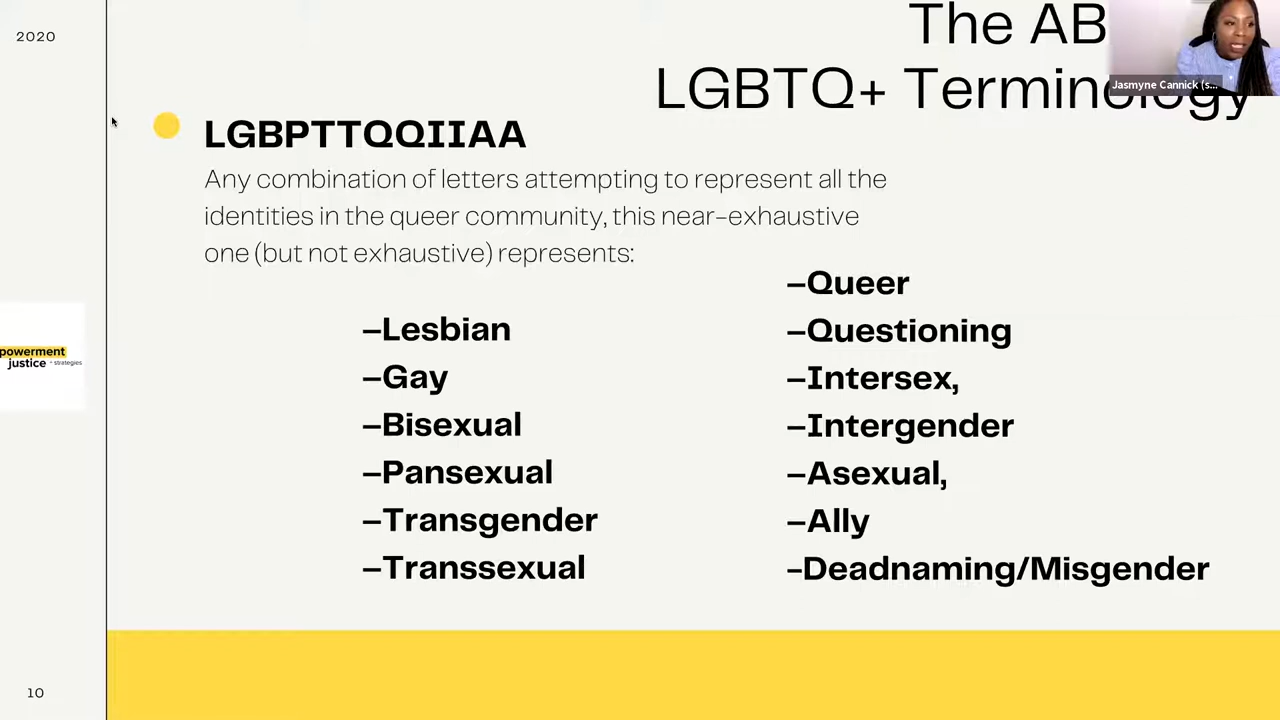 2020
The AB
LGBTQ+ Terminology
Jasmyne Cannick (s...
LGBPTTQQIIAA
Any combination of letters attempting to represent all the
identities in the queer community, this near-exhaustive
one (but not exhaustive) represents:
–Lesbian
–Gay
–Bisexual
–Pansexual
–Transgender
–Transsexual
–Queer
–Questioning
–Intersex,
–Intergender
–Asexual,
–Ally
-Deadnaming/Misgender
powerment
justice + strategies
10